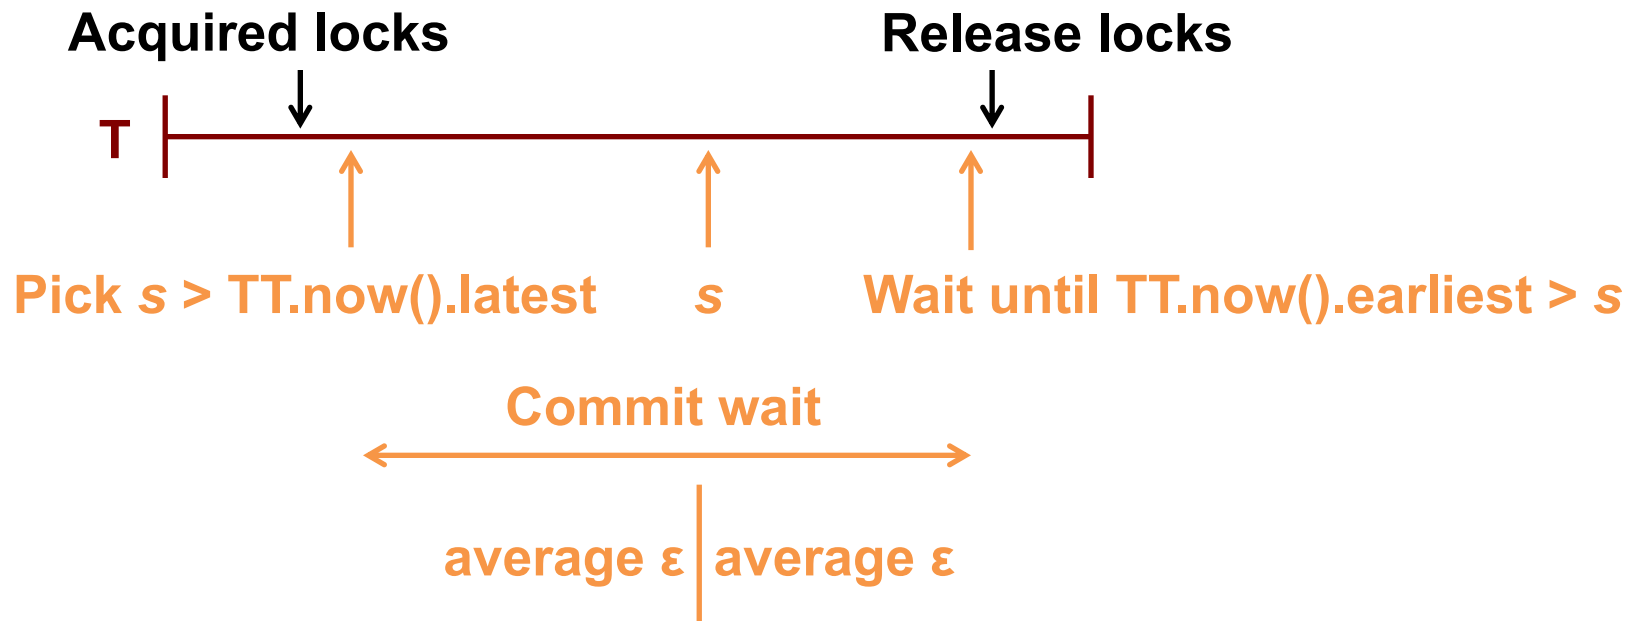 Acquired locks
Release locks
T
Pick s > TT.now().latest
s
Wait until TT.now().earliest > s
Commit wait
average ε
average ε